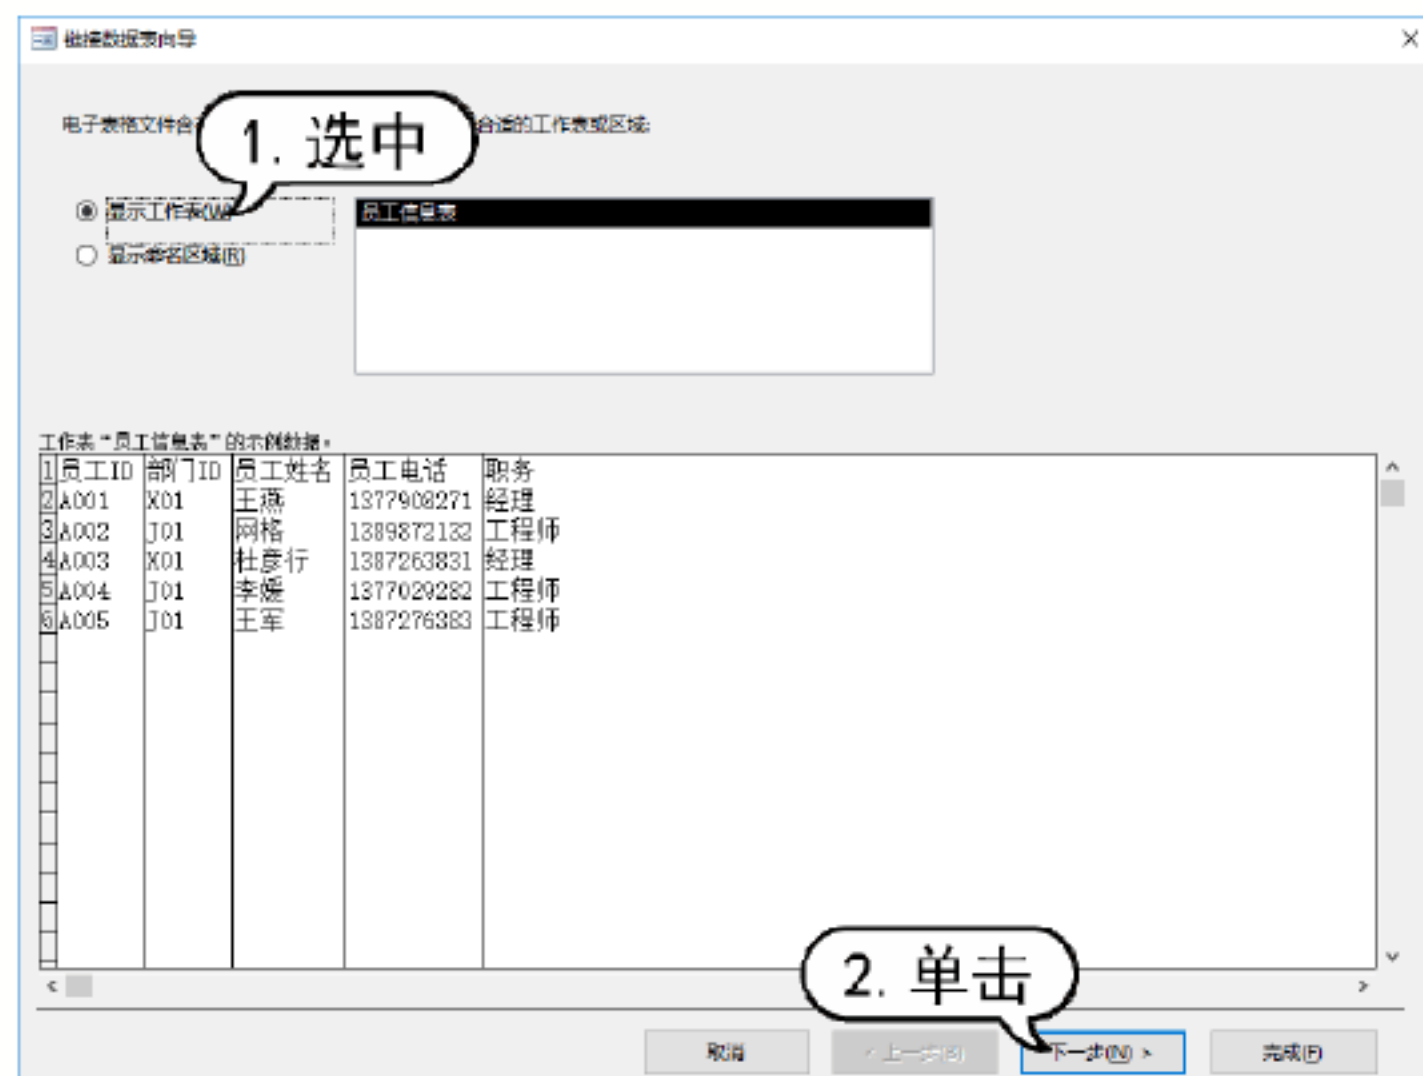 链接数据表向导
电子表格文件含
合适的工作表或区域:
1. 选中
显示工作表(W)
显示命名区域(R)
员工信息表
工作表“员工信息表”的示例数据。
1 员工ID 部门ID 员工姓名 员工电话 职务
2 A001 X01 王燕 1377908271 经理
3 A002 J01 网格 1389872132 工程师
4 A003 X01 杜彦行 1387263831 经理
5 A004 J01 李媛 1377029282 工程师
6 A005 J01 王军 1387276383 工程师
2. 单击
取消
< 上一步(B)
下一步(N) >
完成(F)